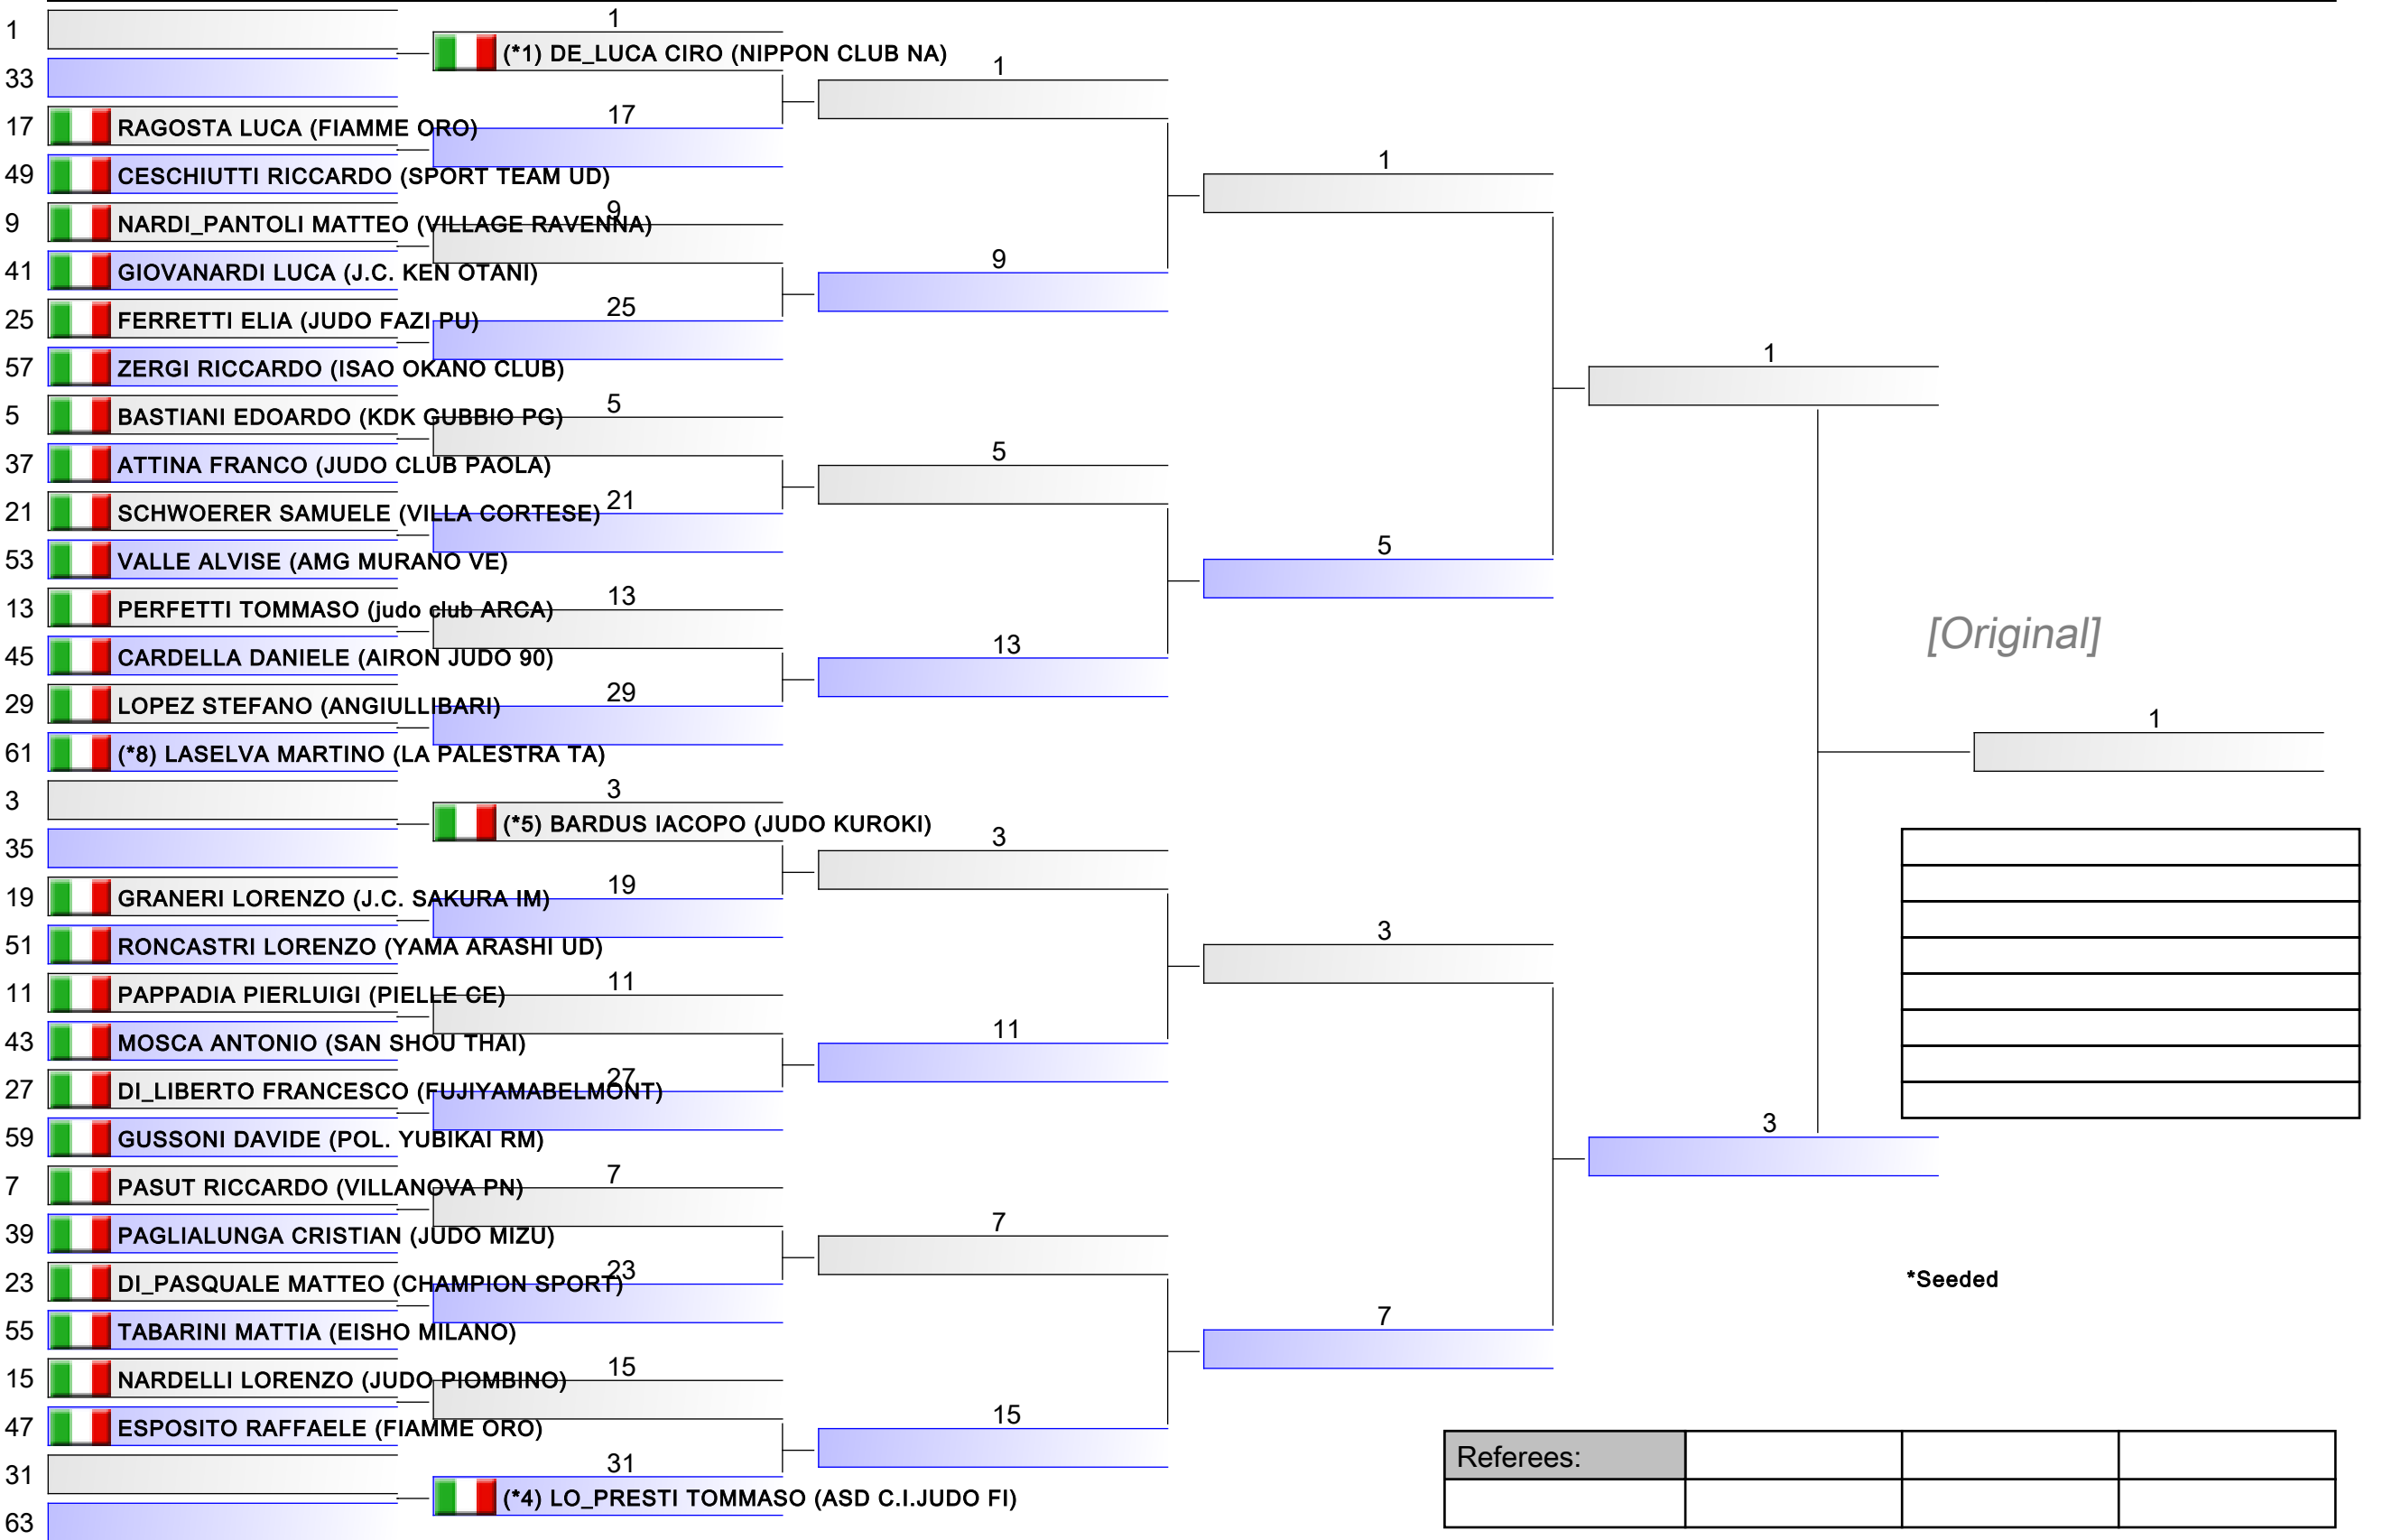 1
1
(*1) DE_LUCA CIRO (NIPPON CLUB NA)
33
1
17
RAGOSTA LUCA (FIAMME ORO)
17
49
CESCHIUTTI RICCARDO (SPORT TEAM UD)
1
9
NARDI_PANTOLI MATTEO (VILLAGE RAVENNA)
9
41
GIOVANARDI LUCA (J.C. KEN OTANI)
9
25
FERRETTI ELIA (JUDO FAZI PU)
25
57
ZERGI RICCARDO (ISAO OKANO CLUB)
1
5
BASTIANI EDOARDO (KDK GUBBIO PG)
5
37
ATTINA FRANCO (JUDO CLUB PAOLA)
5
21
SCHWOERER SAMUELE (VILLA CORTESE)
21
53
VALLE ALVISE (AMG MURANO VE)
5
13
PERFETTI TOMMASO (judo club ARCA)
13
[Original]
45
CARDELLA DANIELE (AIRON JUDO 90)
13
29
LOPEZ STEFANO (ANGIULLIBARI)
29
1
61
(*8) LASELVA MARTINO (LA PALESTRA TA)
3
3
(*5) BARDUS IACOPO (JUDO KUROKI)
35
3
19
GRANERI LORENZO (J.C. SAKURA IM)
19
51
RONCASTRI LORENZO (YAMA ARASHI UD)
3
11
PAPPADIA PIERLUIGI (PIELLE CE)
11
43
MOSCA ANTONIO (SAN SHOU THAI)
11
27
DI_LIBERTO FRANCESCO (FUJIYAMABELMONT)
27
59
GUSSONI DAVIDE (POL. YUBIKAI RM)
3
7
PASUT RICCARDO (VILLANOVA PN)
7
39
PAGLIALUNGA CRISTIAN (JUDO MIZU)
7
23
DI_PASQUALE MATTEO (CHAMPION SPORT)
23
*Seeded
55
TABARINI MATTIA (EISHO MILANO)
7
15
NARDELLI LORENZO (JUDO PIOMBINO)
15
47
ESPOSITO RAFFAELE (FIAMME ORO)
15
31
31
(*4) LO_PRESTI TOMMASO (ASD C.I.JUDO FI)
Referees:
63